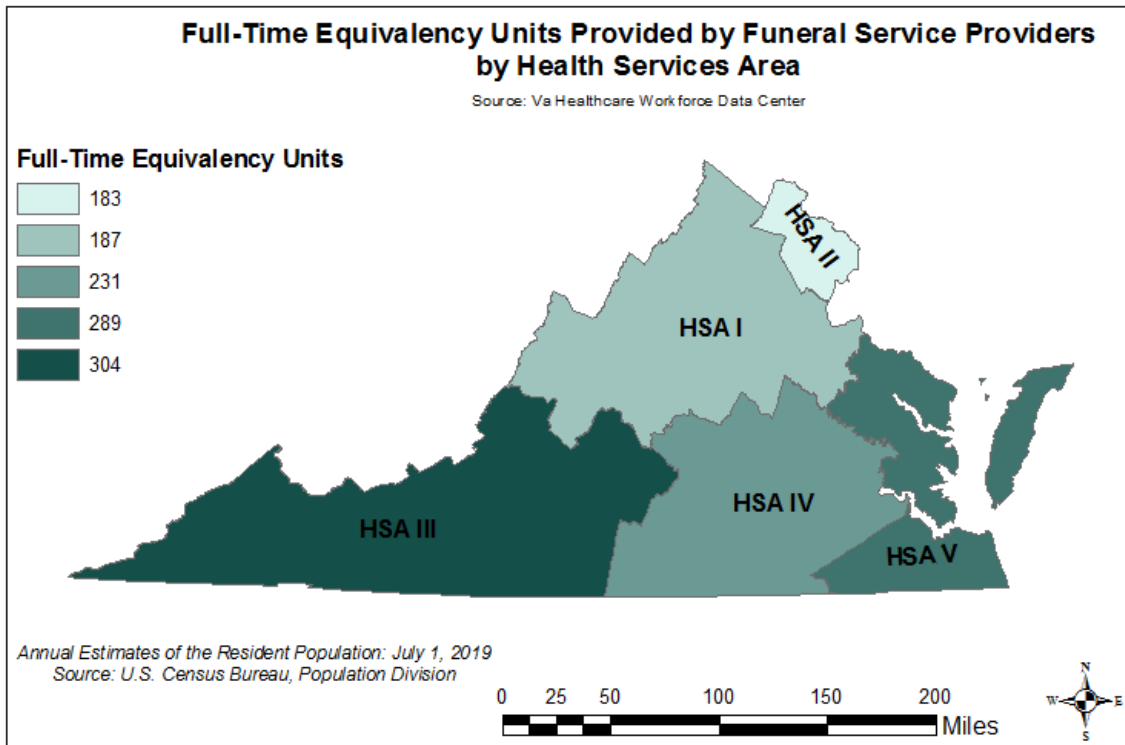 Full-Time Equivalency Units Provided by Funeral Service Providers
by Health Services Area
Source: Va Healthcare Workforce Data Center
Full-Time Equivalency Units
183
187
231
289
304
HSA II
HSA I
HSA IV
HSA III
HSA V
Annual Estimates of the Resident Population: July 1, 2019
Source: U.S. Census Bureau, Population Division
0 25 50 100 150 200
Miles
N
W E
S